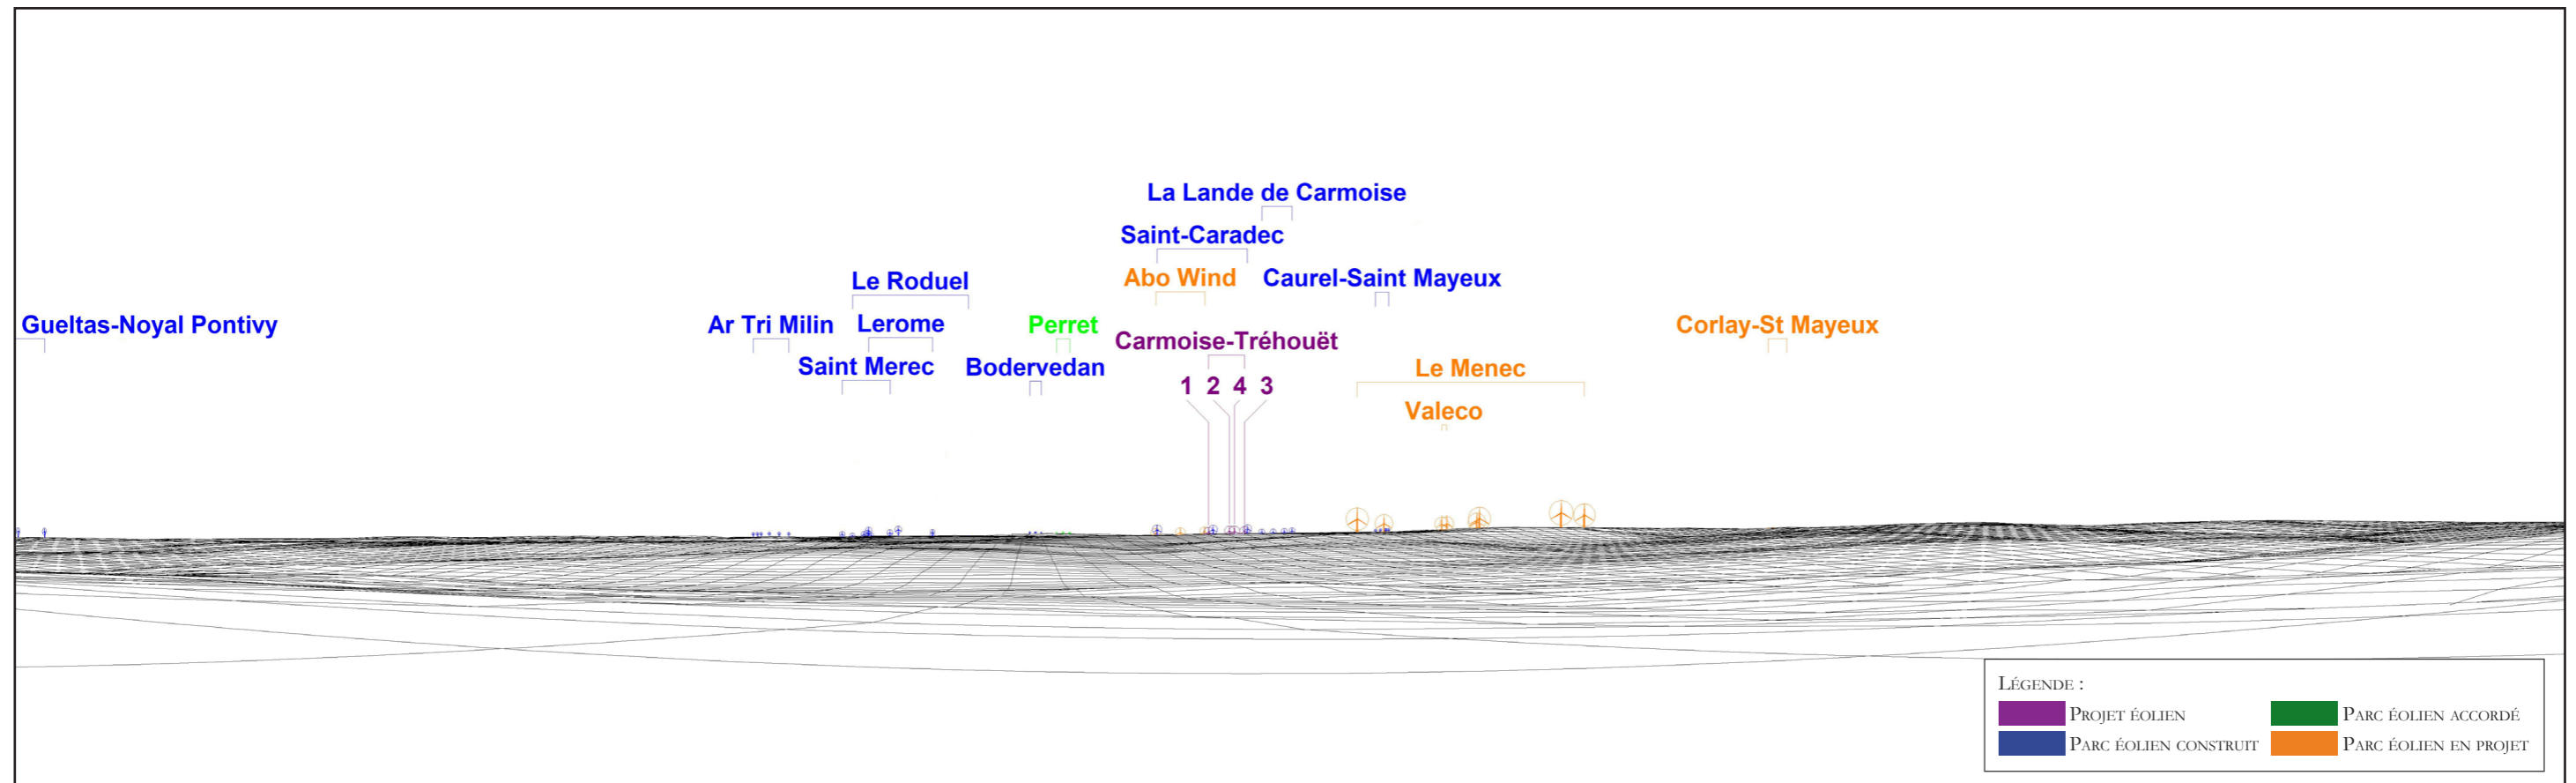 La Lande de Carmoise
Saint-Caradec
Le Roduel
Abo Wind
Caurel-Saint Mayeux
Gueltas-Noyal Pontivy
Ar Tri Milin
Lerome
Perret
Corlay-St Mayeux
Carmoise-Tréhouët
Saint Merec
Bodervedan
Le Menec
1 2 4 3
Valeco
LÉGENDE :
PROJET ÉOLIEN
PARC ÉOLIEN ACCORDÉ
PARC ÉOLIEN CONSTRUIT
PARC ÉOLIEN EN PROJET